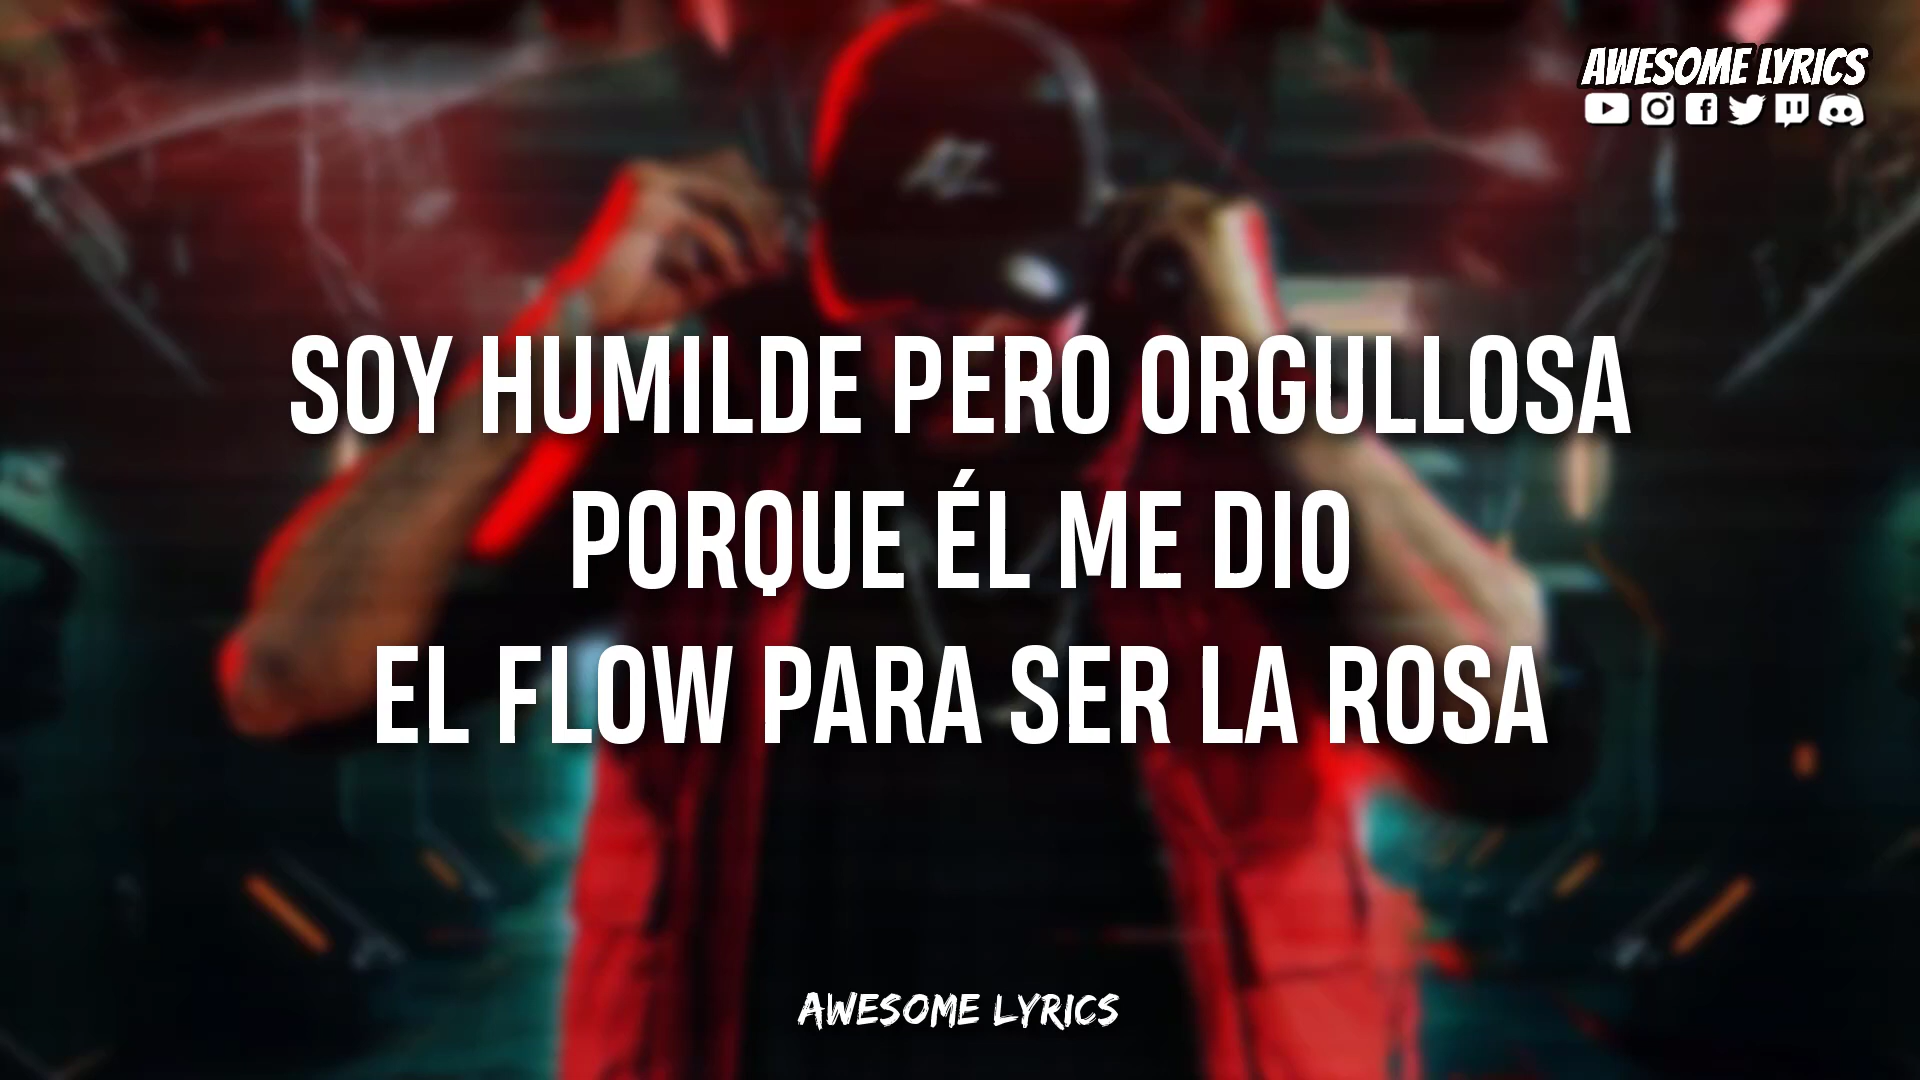 AWESOME LYRICS
SOY HUMILDE PERO ORGULLOSA
PORQUE ÉL ME DIO
EL FLOW PARA SER LA ROSA
AWESOME LYRICS